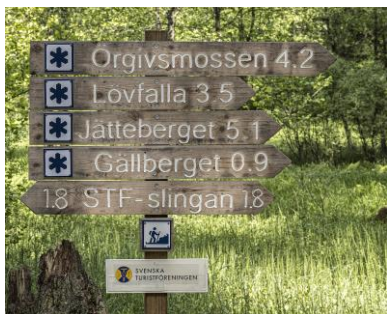 Orgivsmossen 4.2
Lövfalla 3.5
Jätteberget 5.1
Gällberget 0.9
1.8 STF-slingan 1.8
SVENSKA
TURISTFÖRENINGEN